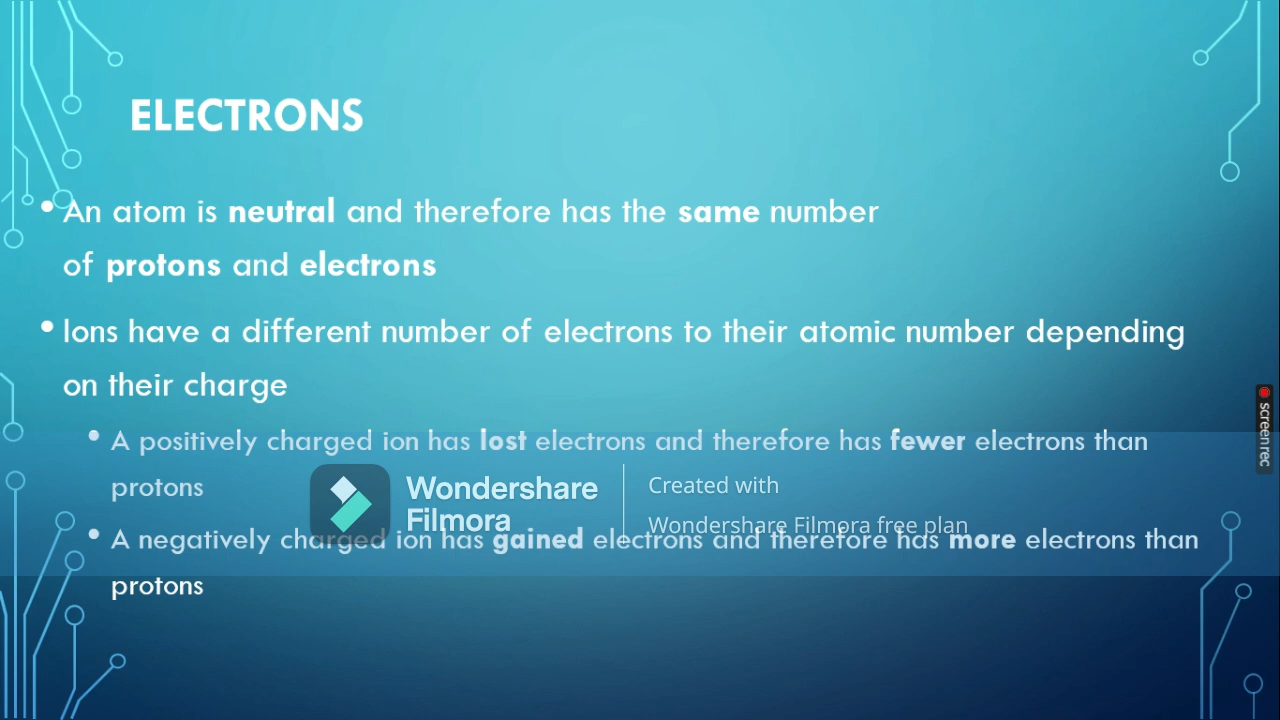 ELECTRONS
• An atom is neutral and therefore has the same number
of protons and electrons
• Ions have a different number of electrons to their atomic number depending
on their charge
• A positively charged ion has lost electrons and therefore has fewer electrons than
protons
• A negatively charged ion has gained electrons and therefore has more electrons than
protons
Wondershare
Filmora
Created with
Wondershare Filmora free plan
screenrec